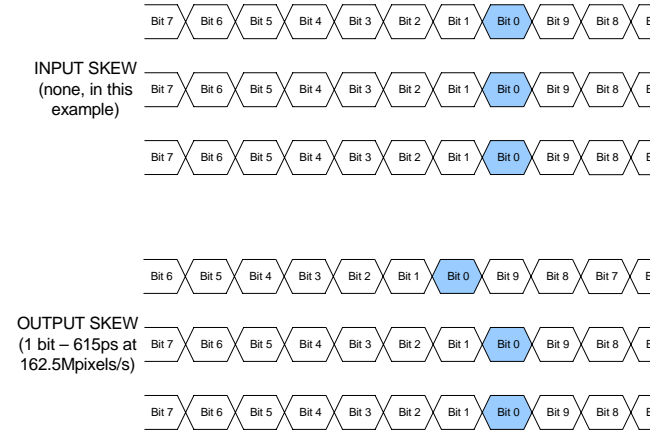 Bit 7 Bit 6 Bit 5 Bit 4 Bit 3 Bit 2 Bit 1 Bit 0 Bit 9 Bit 8
INPUT SKEW
(none, in this
example)
Bit 7 Bit 6 Bit 5 Bit 4 Bit 3 Bit 2 Bit 1 Bit 0 Bit 9 Bit 8
Bit 7 Bit 6 Bit 5 Bit 4 Bit 3 Bit 2 Bit 1 Bit 0 Bit 9 Bit 8
Bit 6 Bit 5 Bit 4 Bit 3 Bit 2 Bit 1 Bit 0 Bit 9 Bit 8 Bit 7
OUTPUT SKEW
(1 bit – 615ps at
162.5Mpixels/s)
Bit 7 Bit 6 Bit 5 Bit 4 Bit 3 Bit 2 Bit 1 Bit 0 Bit 9 Bit 8
Bit 7 Bit 6 Bit 5 Bit 4 Bit 3 Bit 2 Bit 1 Bit 0 Bit 9 Bit 8